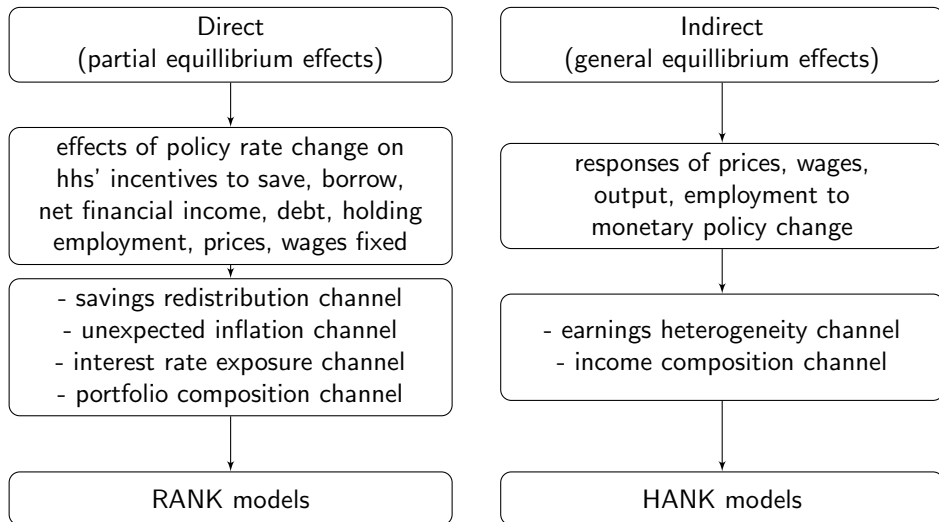 Direct
(partial equillibrium effects)
effects of policy rate change on
hhs' incentives to save, borrow,
net financial income, debt, holding
employment, prices, wages fixed
- savings redistribution channel
- unexpected inflation channel
- interest rate exposure channel
- portfolio composition channel
RANK models
Indirect
(general equillibrium effects)
responses of prices, wages,
output, employment to
monetary policy change
- earnings heterogeneity channel
- income composition channel
HANK models